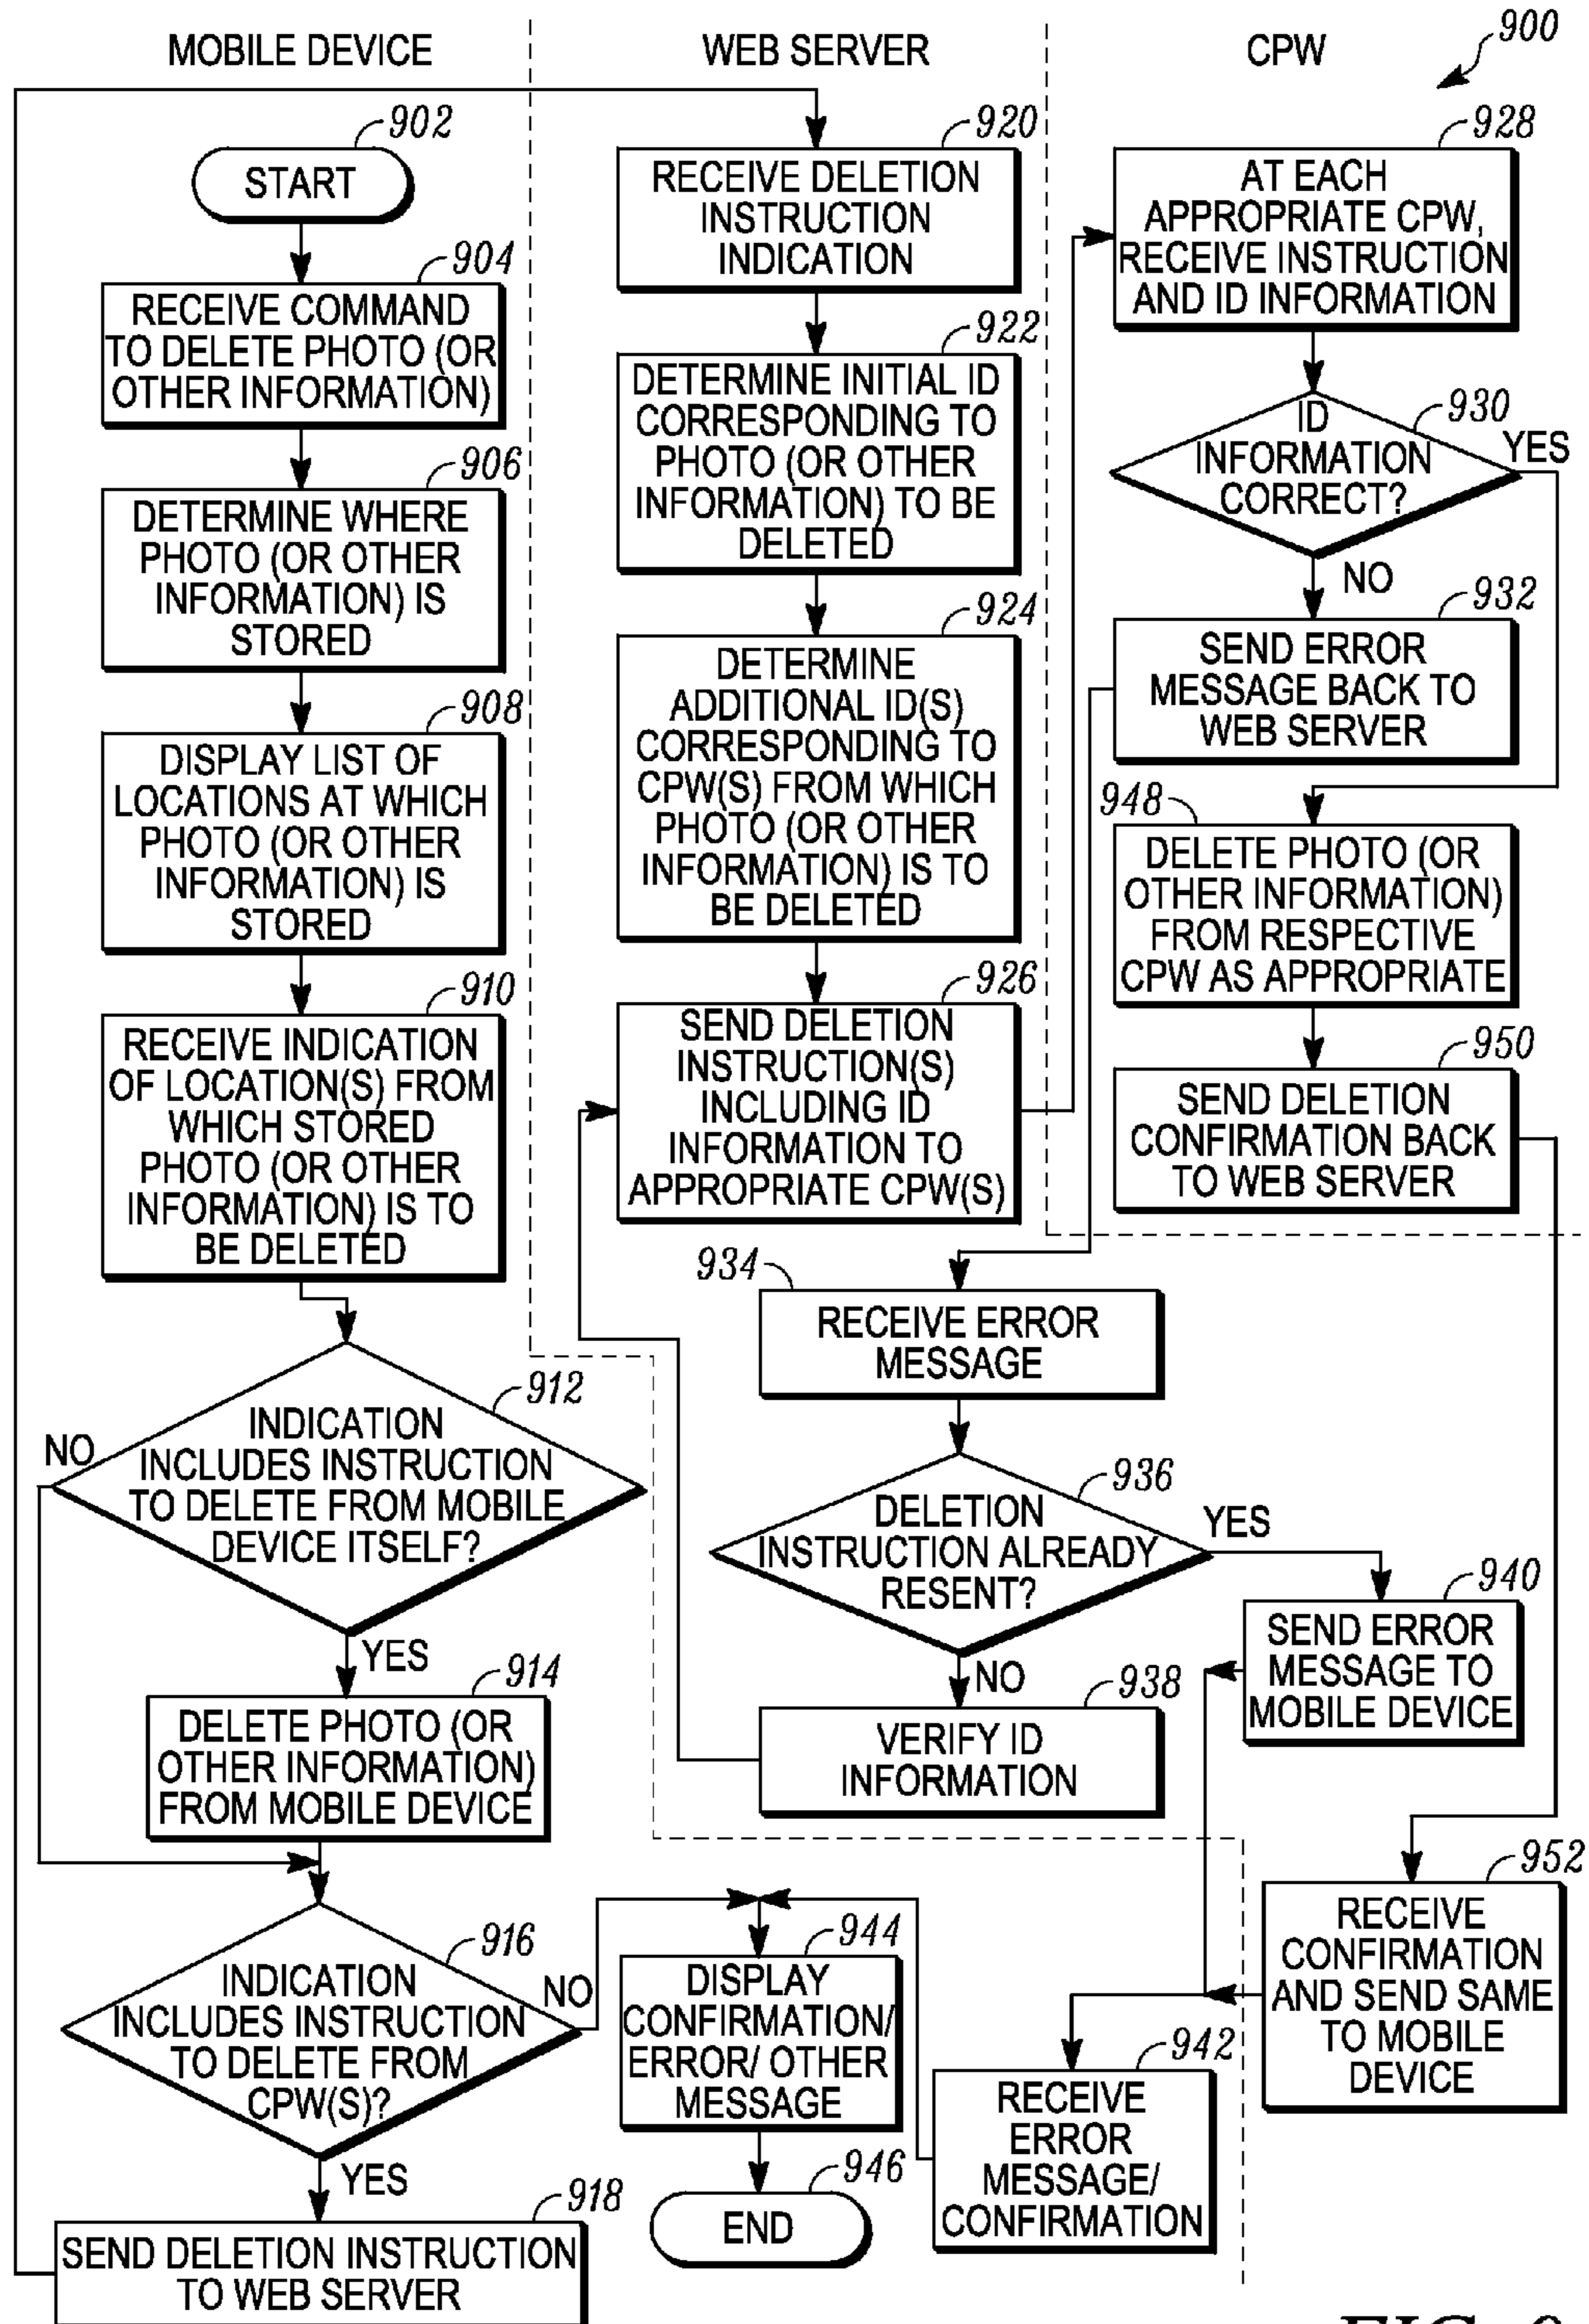 MOBILE DEVICE
WEB SERVER
CPW
900
902
START
904
RECEIVE COMMAND
TO DELETE PHOTO (OR
OTHER INFORMATION)
906
DETERMINE WHERE
PHOTO (OR OTHER
INFORMATION) IS
STORED
908
DISPLAY LIST OF
LOCATIONS AT WHICH
PHOTO (OR OTHER
INFORMATION) IS
STORED
910
RECEIVE INDICATION
OF LOCATION(S) FROM
WHICH STORED
PHOTO (OR OTHER
INFORMATION) IS TO
BE DELETED
912
INDICATION
INCLUDES INSTRUCTION
TO DELETE FROM MOBILE
DEVICE ITSELF?
NO
YES
914
DELETE PHOTO (OR
OTHER INFORMATION)
FROM MOBILE DEVICE
916
INDICATION
INCLUDES INSTRUCTION
TO DELETE FROM
CPW(S)?
NO
YES
918
SEND DELETION INSTRUCTION
TO WEB SERVER
920
RECEIVE DELETION
INSTRUCTION
INDICATION
922
DETERMINE INITIAL ID
CORRESPONDING TO
PHOTO (OR OTHER
INFORMATION) TO BE
DELETED
924
DETERMINE
ADDITIONAL ID(S)
CORRESPONDING TO
CPW(S) FROM WHICH
PHOTO (OR OTHER
INFORMATION) IS TO
BE DELETED
926
SEND DELETION
INSTRUCTION(S)
INCLUDING ID
INFORMATION TO
APPROPRIATE CPW(S)
928
AT EACH
APPROPRIATE CPW,
RECEIVE INSTRUCTION
AND ID INFORMATION
930
ID
INFORMATION
CORRECT?
YES
NO
932
SEND ERROR
MESSAGE BACK TO
WEB SERVER
948
DELETE PHOTO (OR
OTHER INFORMATION)
FROM RESPECTIVE
CPW AS APPROPRIATE
950
SEND DELETION
CONFIRMATION BACK
TO WEB SERVER
934
RECEIVE ERROR
MESSAGE
936
DELETION
INSTRUCTION ALREADY
RESENT?
YES
NO
938
VERIFY ID
INFORMATION
940
SEND ERROR
MESSAGE TO
MOBILE DEVICE
952
RECEIVE
CONFIRMATION
AND SEND SAME
TO MOBILE
DEVICE
942
RECEIVE
ERROR
MESSAGE/
CONFIRMATION
944
DISPLAY
CONFIRMATION/
ERROR/ OTHER
MESSAGE
946
END